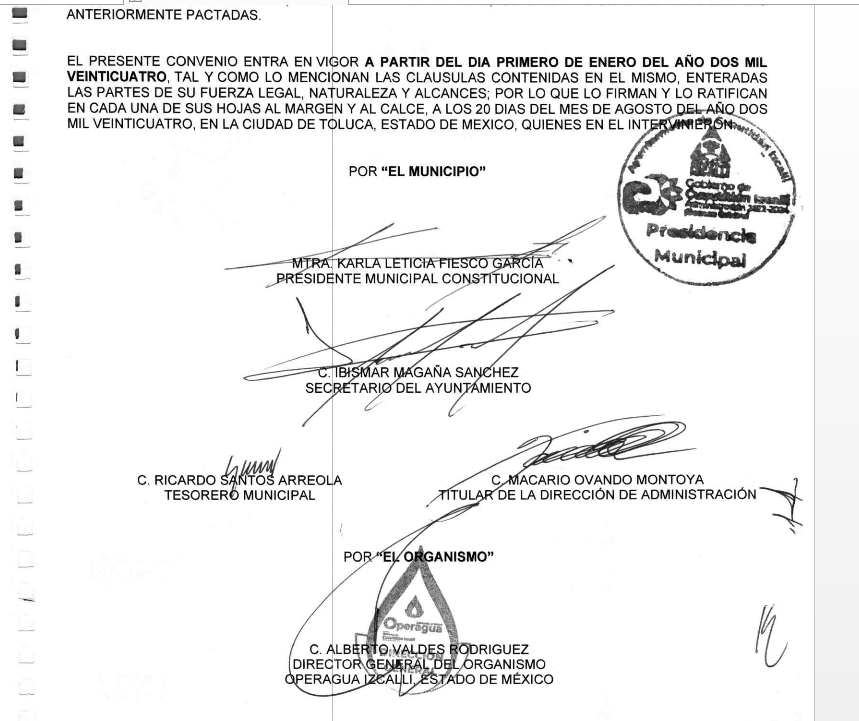 ANTERIORMENTE PACTADAS.
EL PRESENTE CONVENIO ENTRA EN VIGOR A PARTIR DEL DIA PRIMERO DE ENERO DEL AÑO DOS MIL
VEINTICUATRO, TAL Y COMO LO MENCIONAN LAS CLAUSULAS CONTENIDAS EN EL MISMO, ENTERADAS
LAS PARTES DE SU FUERZA LEGAL, NATURALEZA Y ALCANCES; POR LO QUE LO FIRMAN Y LO RATIFICAN
EN CADA UNA DE SUS HOJAS AL MARGEN Y AL CALCE, A LOS 20 DIAS DEL MES DE AGOSTO DEL AÑO DOS
MIL VEINTICUATRO, EN LA CIUDAD DE TOLUCA, ESTADO DE MEXICO, QUIENES EN EL INTERVINIERON.
POR “EL MUNICIPIO”
Gobierno de
Cuautitlán Izcalli
Presidencia
Municipal
MTRA. KARLA LETICIA FIESCO GARCÍA
PRESIDENTE MUNICIPAL CONSTITUCIONAL
C. IBISMAR MAGAÑA SANCHEZ
SECRETARIO DEL AYUNTAMIENTO
C. RICARDO SANTOS ARREOLA
TESORERO MUNICIPAL
C. MACARIO OVANDO MONTOYA
TITULAR DE LA DIRECCIÓN DE ADMINISTRACIÓN
POR “EL ORGANISMO”
Operagua
DIRECCIÓN
GENERAL
C. ALBERTO VALDES RODRIGUEZ
DIRECTOR GENERAL DEL ORGANISMO
OPERAGUA IZCALLI, ESTADO DE MÉXICO